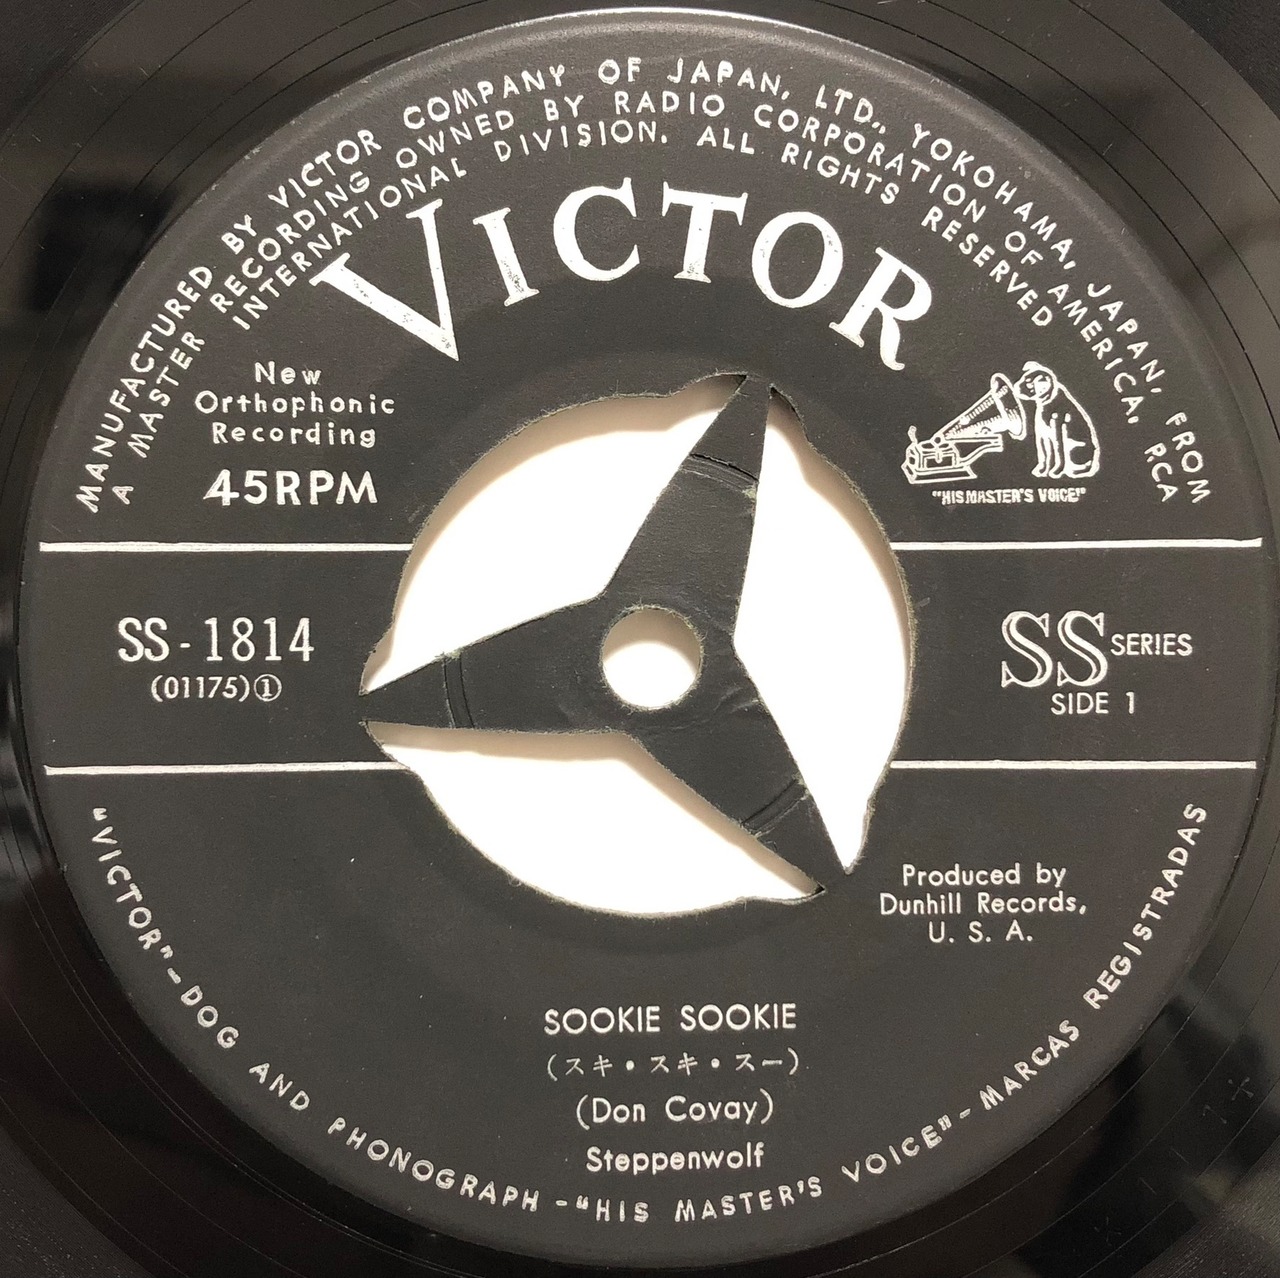 MANUFACTURED BY VICTOR COMPANY OF JAPAN, LTD., YOKOHAMA, JAPAN, FROM
A MASTER RECORDING OWNED BY RADIO CORPORATION OF AMERICA, RCA
INTERNATIONAL DIVISION. ALL RIGHTS RESERVED
VICTOR
New
Orthophonic
Recording
45RPM
"HIS MASTER'S VOICE"
SS-1814
(01175)①
SS SERIES
SIDE 1
Produced by
Dunhill Records,
U. S. A.
SOOKIE SOOKIE
(スキ・スキ・スー)
(Don Covay)
Steppenwolf
"VICTOR"-DOG AND PHONOGRAPH-"HIS MASTER'S VOICE"-MARCAS REGISTRADAS